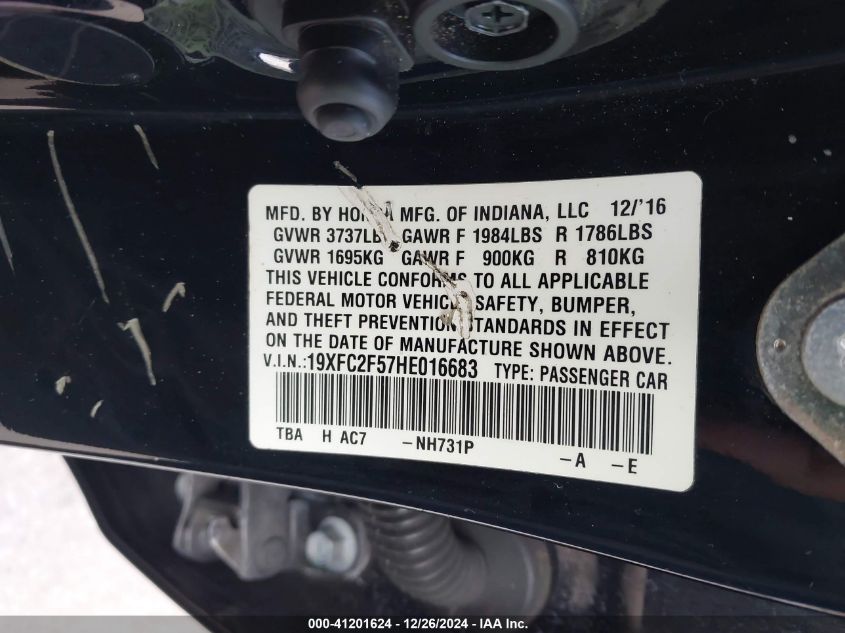 MFD. BY HONDA MFG. OF INDIANA, LLC 12/'16
GVWR 3737LBS GAWR F 1984LBS R 1786LBS
GVWR 1695KG GAWR F 900KG R 810KG
THIS VEHICLE CONFORMS TO ALL APPLICABLE
FEDERAL MOTOR VEHICLE SAFETY, BUMPER,
AND THEFT PREVENTION STANDARDS IN EFFECT
ON THE DATE OF MANUFACTURE SHOWN ABOVE.
V.I.N.:19XFC2F57HE016683 TYPE: PASSENGER CAR
TBA H AC7 –NH731P –A –E
000-41201624 – 12/26/2024 – IAA Inc.